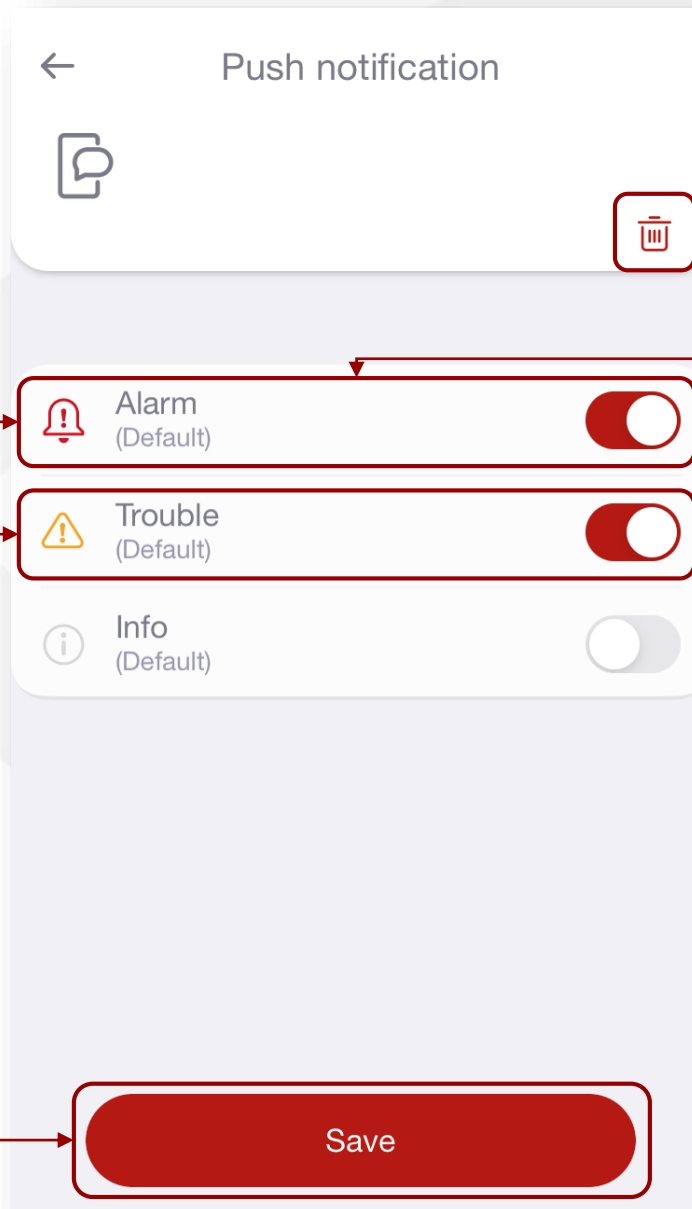 Push notification
Alarm
(Default)
Trouble
(Default)
Info
(Default)
Save